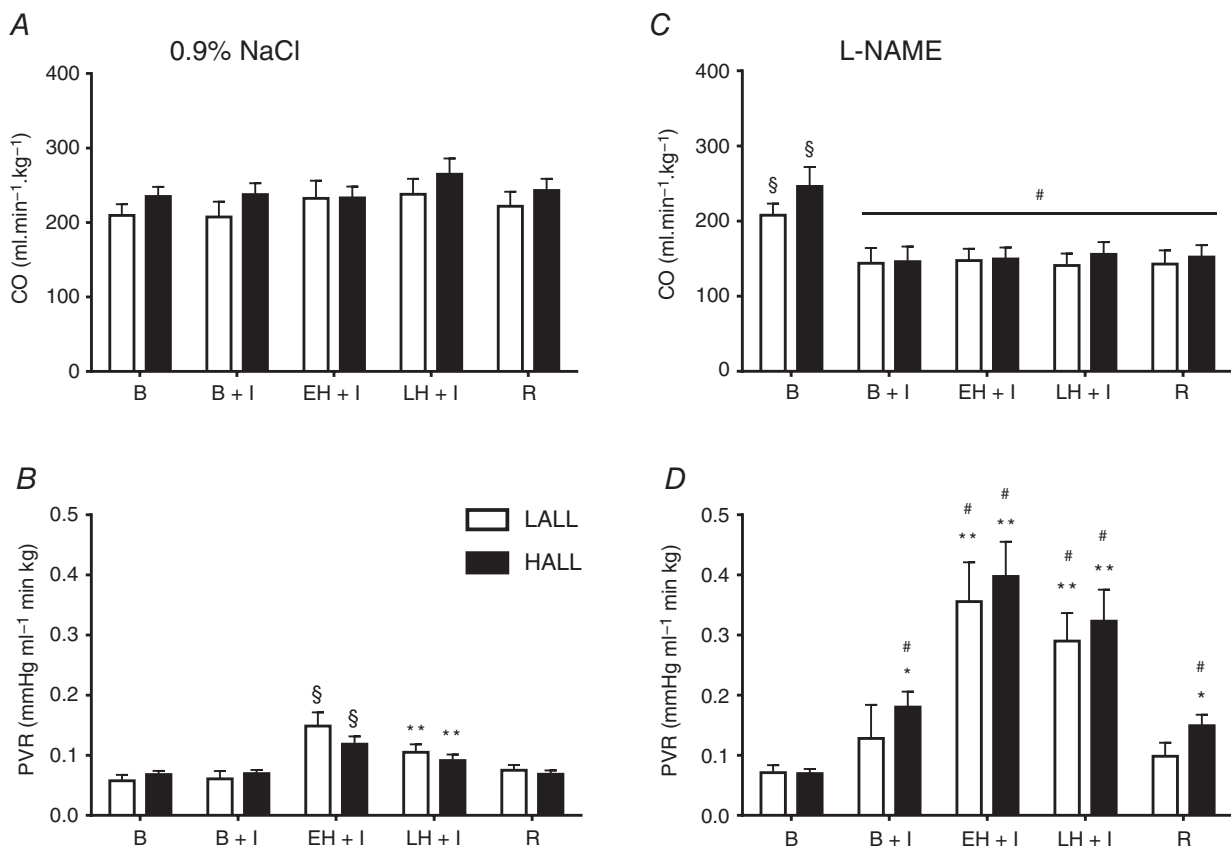 A
0.9% NaCl
400
300
200
100
0
CO (ml.min⁻¹.kg⁻¹)
B
B + I
EH + I
LH + I
R
C
L-NAME
400
300
200
100
0
CO (ml.min⁻¹.kg⁻¹)
§
§
#
B
B + I
EH + I
LH + I
R
B
0.5
0.4
0.3
0.2
0.1
0.0
PVR (mmHg ml⁻¹ min kg)
LALL
HALL
§
§
**
**
B
B + I
EH + I
LH + I
R
D
0.5
0.4
0.3
0.2
0.1
0.0
PVR (mmHg ml⁻¹ min kg)
#
*
#
**
#
**
#
**
#
**
#
*
B
B + I
EH + I
LH + I
R